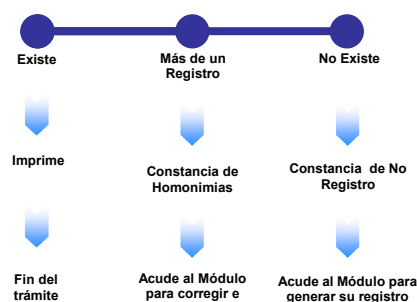 Existe
Más de un
Registro
No Existe
Imprime
Constancia de
Homonimias
Constancia de No
Registro
Fin del
trámite
Acude al Módulo
para corregir e
Acude al Módulo para
generar su registro